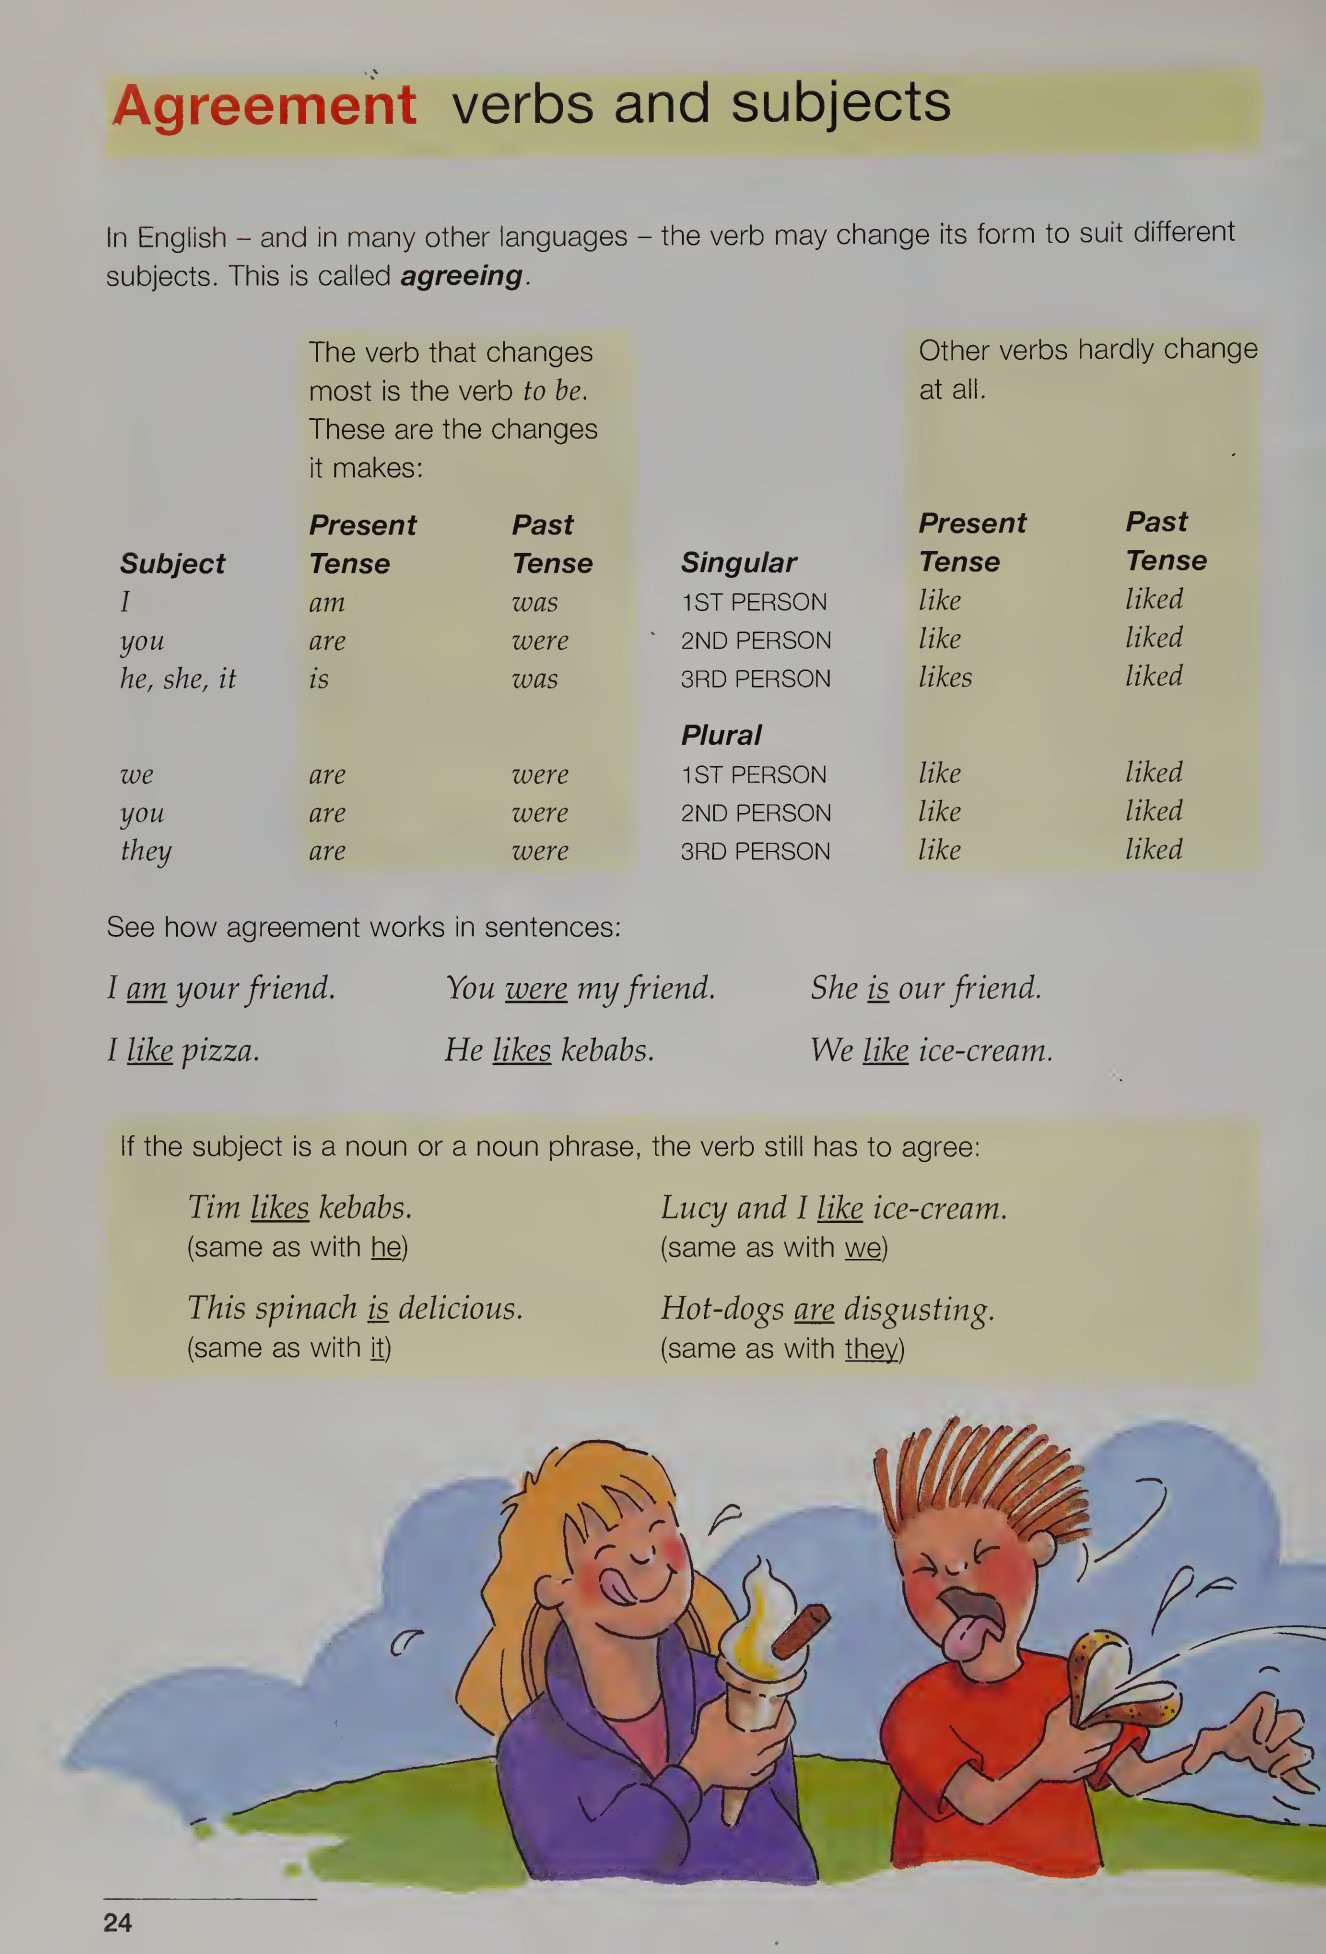 Agreement verbs and subjects
In English – and in many other languages – the verb may change its form to suit different
subjects. This is called agreeing.
The verb that changes
most is the verb to be.
These are the changes
it makes:
Other verbs hardly change
at all.
Present Past Present Past
Subject Tense Tense Singular Tense Tense
I am was 1ST PERSON like liked
you are were 2ND PERSON like liked
he, she, it is was 3RD PERSON likes liked
Plural
we are were 1ST PERSON like liked
you are were 2ND PERSON like liked
they are were 3RD PERSON like liked
See how agreement works in sentences:
I am your friend. You were my friend. She is our friend.
I like pizza. He likes kebabs. We like ice-cream.
If the subject is a noun or a noun phrase, the verb still has to agree:
Tim likes kebabs. Lucy and I like ice-cream.
(same as with he) (same as with we)
This spinach is delicious. Hot-dogs are disgusting.
(same as with it) (same as with they)
24